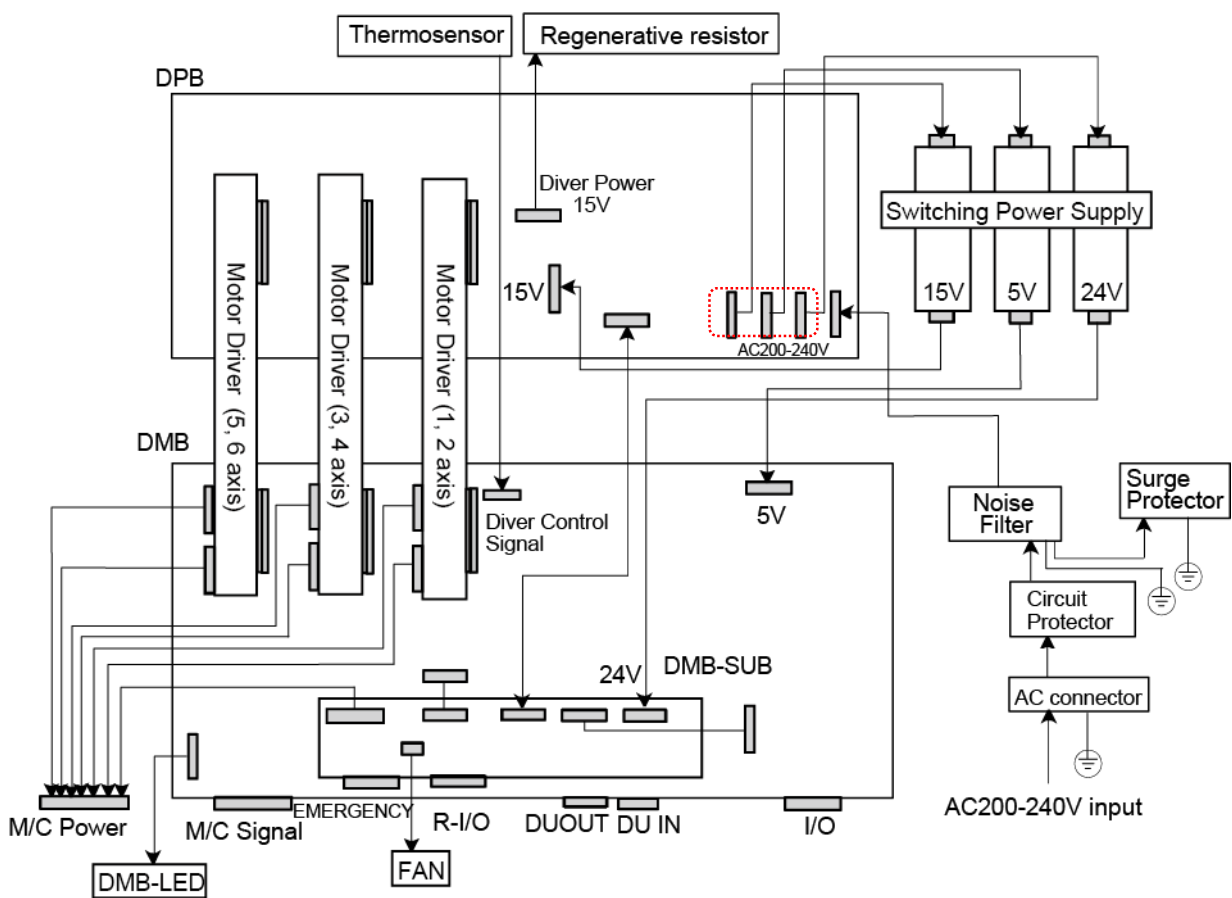 Thermosensor
Regenerative resistor
DPB
Diver Power
15V
Switching Power Supply
15V
5V
24V
15V
AC200-240V
Motor Driver (5, 6 axis)
Motor Driver (3, 4 axis)
Motor Driver (1, 2 axis)
DMB
Diver Control
Signal
5V
Noise
Filter
Surge
Protector
Circuit
Protector
24V
DMB-SUB
AC connector
AC200-240V input
M/C Power
M/C Signal
EMERGENCY
R-I/O
DUOUT
DU IN
I/O
DMB-LED
FAN